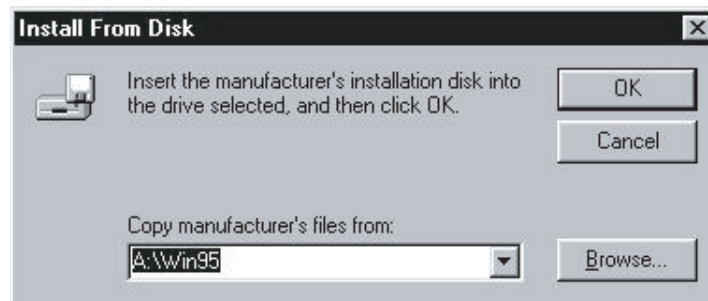 Install From Disk
Insert the manufacturer's installation disk into
the drive selected, and then click OK.
OK
Cancel
Copy manufacturer's files from:
A:\Win95
Browse...